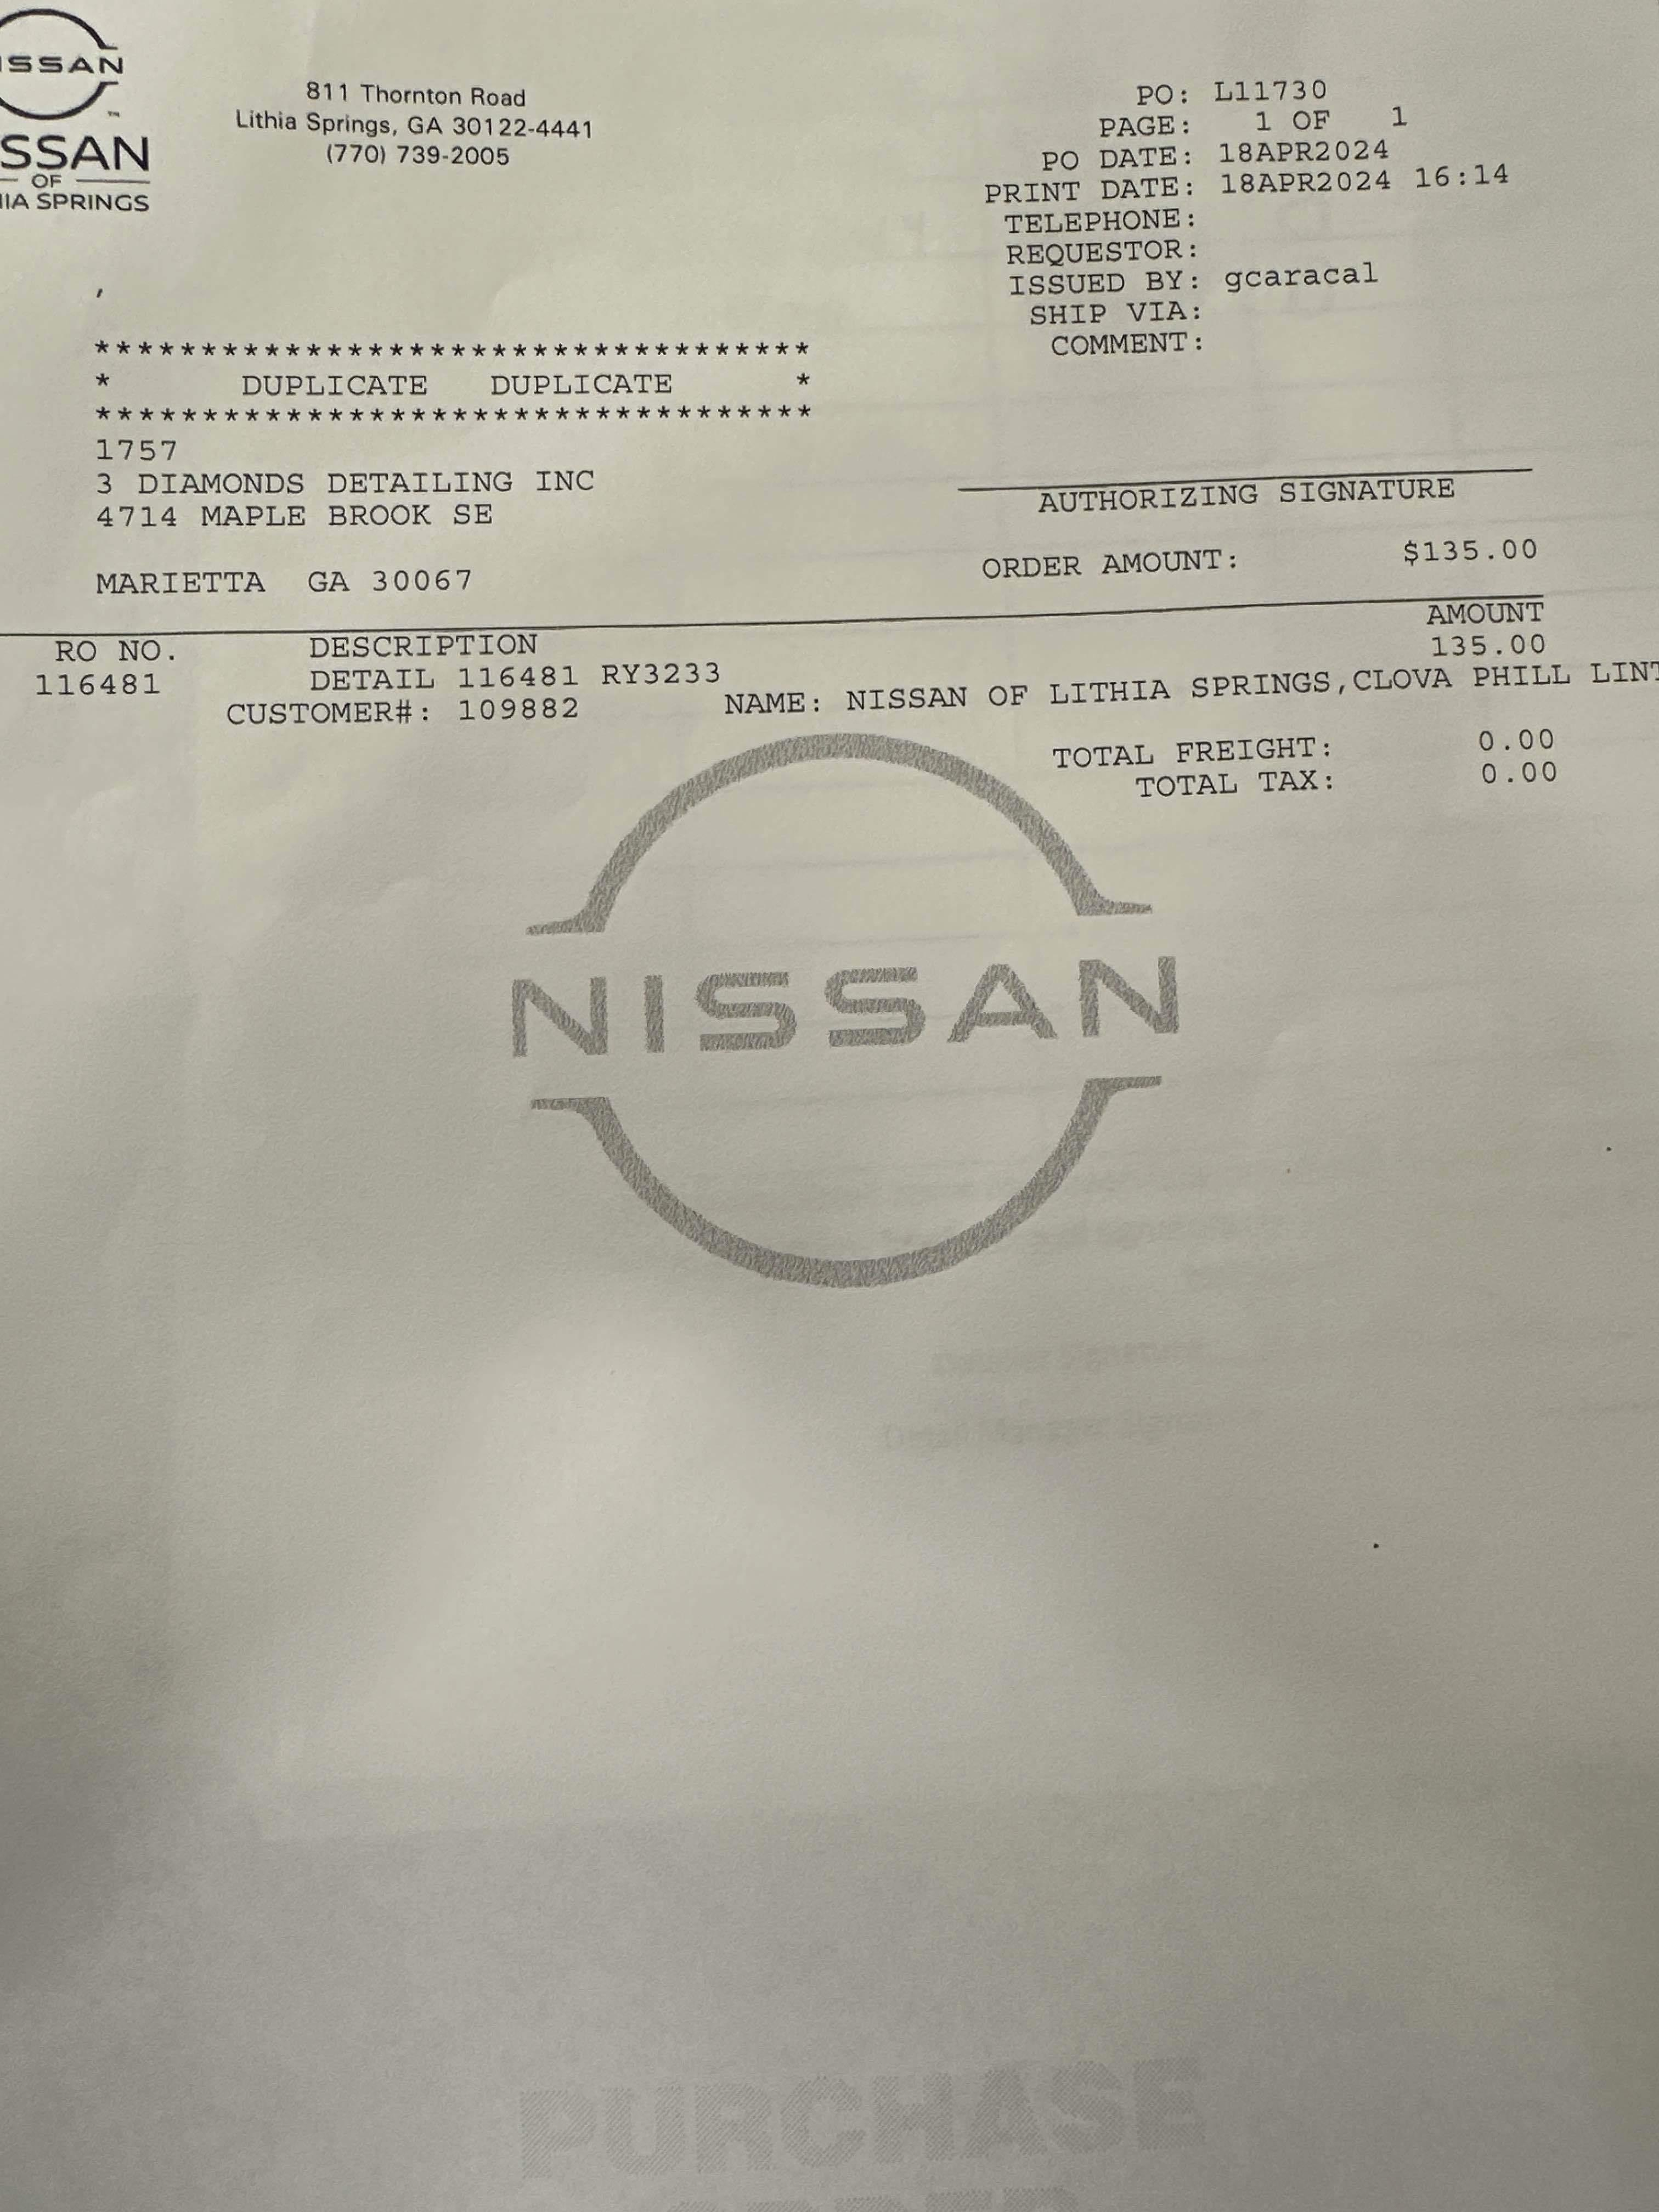 ISSAN
SSAN
OF
IA SPRINGS
811 Thornton Road
Lithia Springs, GA 30122-4441
(770) 739-2005
PO: L11730
PAGE: 1 OF 1
PO DATE: 18APR2024
PRINT DATE: 18APR2024 16:14
TELEPHONE:
REQUESTOR:
ISSUED BY: gcaracal
SHIP VIA:
COMMENT:
,
**********************************
* DUPLICATE DUPLICATE *
**********************************
1757
3 DIAMONDS DETAILING INC
4714 MAPLE BROOK SE
MARIETTA GA 30067
AUTHORIZING SIGNATURE
ORDER AMOUNT: $135.00
RO NO. DESCRIPTION AMOUNT
116481 DETAIL 116481 RY3233 135.00
CUSTOMER#: 109882 NAME: NISSAN OF LITHIA SPRINGS,CLOVA PHILL LINT
TOTAL FREIGHT: 0.00
TOTAL TAX: 0.00
NISSAN
PURCHASE
ORDER